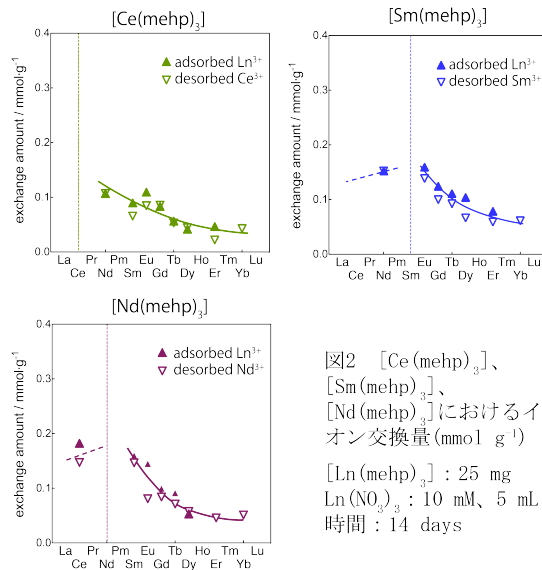 [Ce(mehp)₃]
0.4
0.3
0.2
0.1
0.0
exchange amount / mmol·g⁻¹
adsorbed Ln³⁺
desorbed Ce³⁺
La Pr Pm Eu Tb Ho Tm Lu
Ce Nd Sm Gd Dy Er Yb
[Sm(mehp)₃]
0.4
0.3
0.2
0.1
0.0
exchange amount / mmol·g⁻¹
adsorbed Ln³⁺
desorbed Sm³⁺
La Pr Pm Eu Tb Ho Tm Lu
Ce Nd Sm Gd Dy Er Yb
[Nd(mehp)₃]
0.4
0.3
0.2
0.1
0.0
exchange amount / mmol·g⁻¹
adsorbed Ln³⁺
desorbed Nd³⁺
La Pr Pm Eu Tb Ho Tm Lu
Ce Nd Sm Gd Dy Er Yb
図2 [Ce(mehp)₃]、
[Sm(mehp)₃]、
[Nd(mehp)₃]におけるイ
オン交換量(mmol g⁻¹)
[Ln(mehp)₃]：25 mg
Ln(NO₃)₃：10 mM、5 mL
時間：14 days